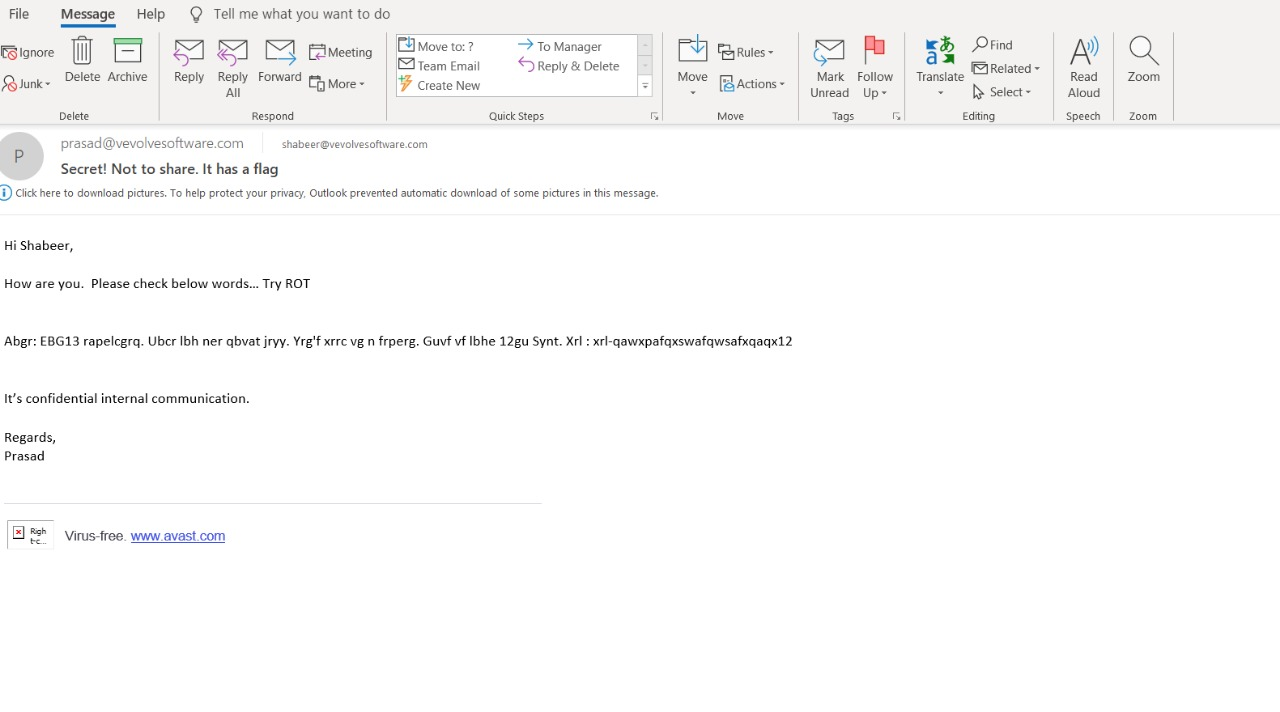 File Message Help Tell me what you want to do
Ignore Meeting Move to: ? To Manager Rules Find
Team Email Reply & Delete Related
Junk Delete Archive Reply Reply All Forward More Create New Move Actions Mark Unread Follow Up Translate Select Read Aloud Zoom
Delete Respond Quick Steps Move Tags Editing Speech Zoom
P
prasad@vevolvesoftware.com shabeer@vevolvesoftware.com
Secret! Not to share. It has a flag
Click here to download pictures. To help protect your privacy, Outlook prevented automatic download of some pictures in this message.
Hi Shabeer,
How are you.  Please check below words... Try ROT
Abgr: EBG13 rapelcgrq. Ubcr lbh ner qbvat jryy. Yrg'f xrrc vg n frperg. Guvf vf lbhe 12gu Synt. Xrl : xrl-qawxpafqxswafqwsafxqaqx12
It's confidential internal communication.
Regards,
Prasad
Righ
t-c...
Virus-free. www.avast.com